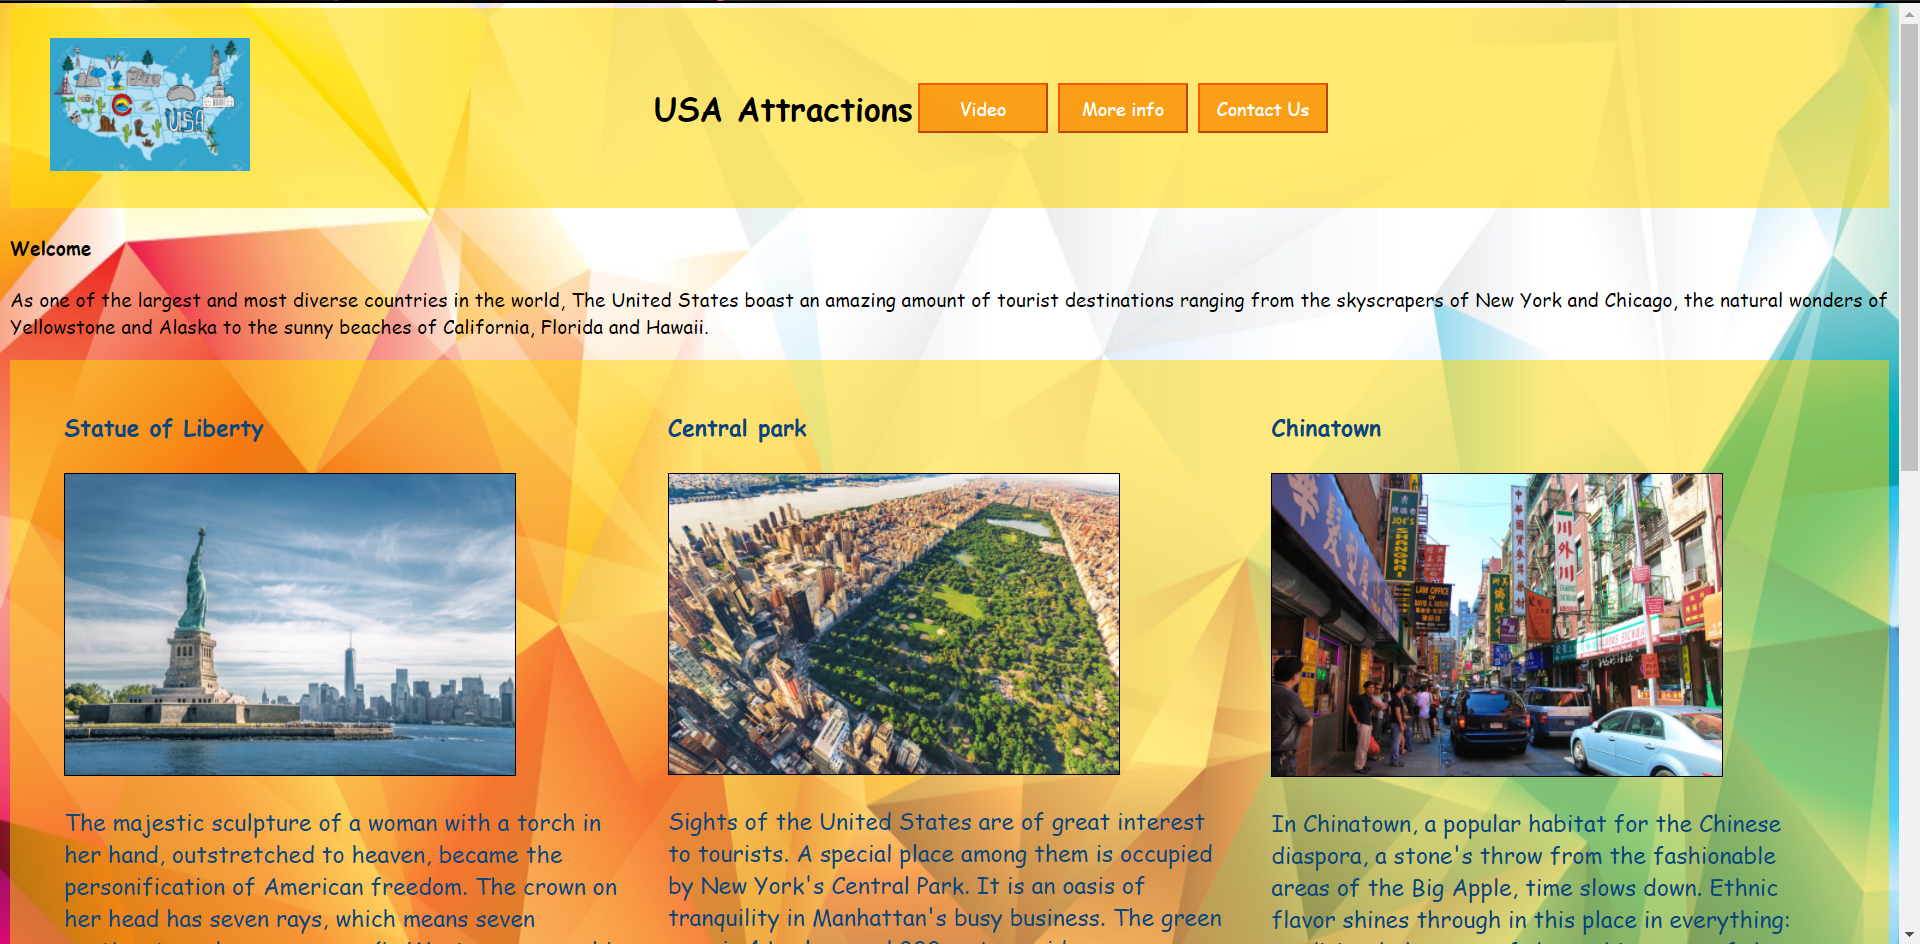 USA
USA Attractions
Video
More info
Contact Us
Welcome
As one of the largest and most diverse countries in the world, The United States boast an amazing amount of tourist destinations ranging from the skyscrapers of New York and Chicago, the natural wonders of
Yellowstone and Alaska to the sunny beaches of California, Florida and Hawaii.
Statue of Liberty
The majestic sculpture of a woman with a torch in
her hand, outstretched to heaven, became the
personification of American freedom. The crown on
her head has seven rays, which means seven
Central park
Sights of the United States are of great interest
to tourists. A special place among them is occupied
by New York's Central Park. It is an oasis of
tranquility in Manhattan's busy business. The green
Chinatown
JOE'S
SHANGHAI
LAW OFFICE
川外川
In Chinatown, a popular habitat for the Chinese
diaspora, a stone's throw from the fashionable
areas of the Big Apple, time slows down. Ethnic
flavor shines through in this place in everything: